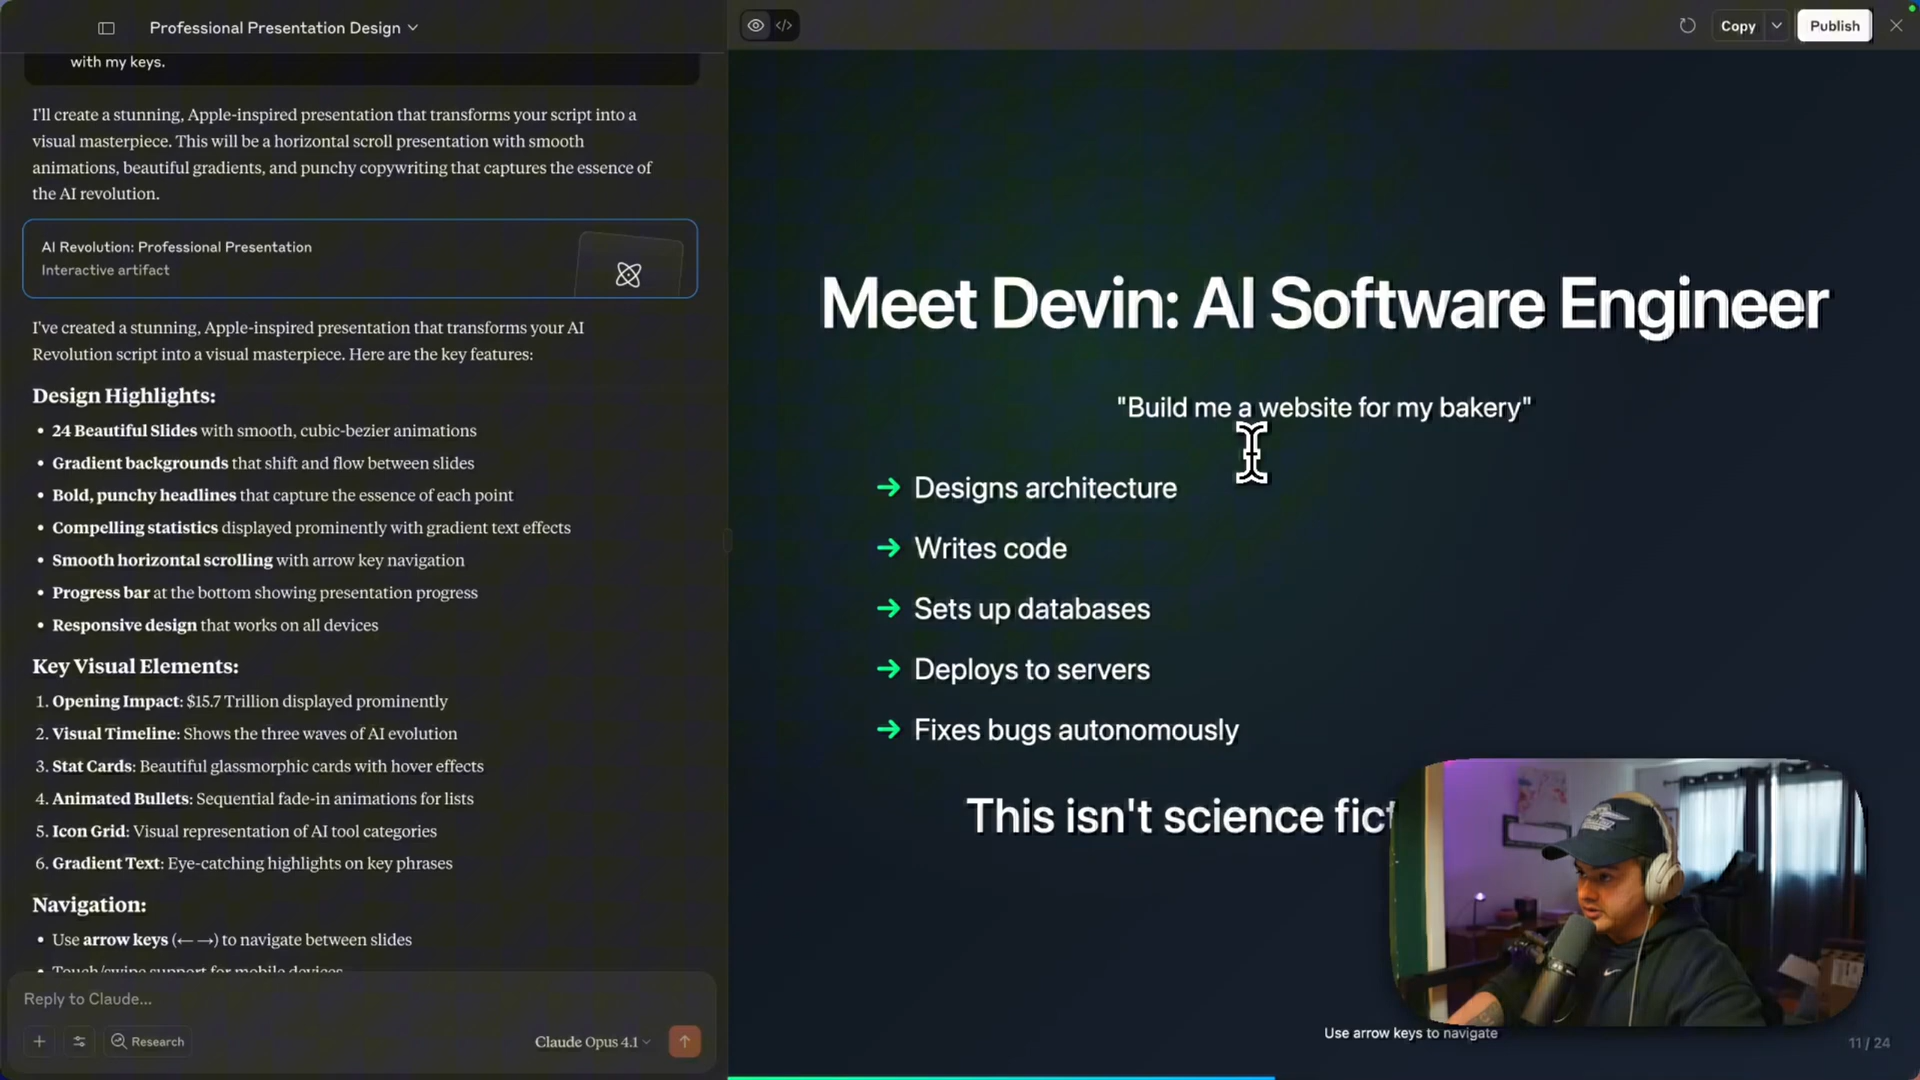 Professional Presentation Design
with my keys.
I'll create a stunning, Apple-inspired presentation that transforms your script into a
visual masterpiece. This will be a horizontal scroll presentation with smooth
animations, beautiful gradients, and punchy copywriting that captures the essence of
the AI revolution.
AI Revolution: Professional Presentation
Interactive artifact
I've created a stunning, Apple-inspired presentation that transforms your AI
Revolution script into a visual masterpiece. Here are the key features:
Design Highlights:
• 24 Beautiful Slides with smooth, cubic-bezier animations
• Gradient backgrounds that shift and flow between slides
• Bold, punchy headlines that capture the essence of each point
• Compelling statistics displayed prominently with gradient text effects
• Smooth horizontal scrolling with arrow key navigation
• Progress bar at the bottom showing presentation progress
• Responsive design that works on all devices
Key Visual Elements:
1. Opening Impact: $15.7 Trillion displayed prominently
2. Visual Timeline: Shows the three waves of AI evolution
3. Stat Cards: Beautiful glassmorphic cards with hover effects
4. Animated Bullets: Sequential fade-in animations for lists
5. Icon Grid: Visual representation of AI tool categories
6. Gradient Text: Eye-catching highlights on key phrases
Navigation:
• Use arrow keys (← →) to navigate between slides
• Touch/swipe support for mobile devices
Reply to Claude...
Research
Claude Opus 4.1
Copy
Publish
Meet Devin: AI Software Engineer
"Build me a website for my bakery"
→ Designs architecture
→ Writes code
→ Sets up databases
→ Deploys to servers
→ Fixes bugs autonomously
This isn't science fict
Use arrow keys to navigate
11 / 24